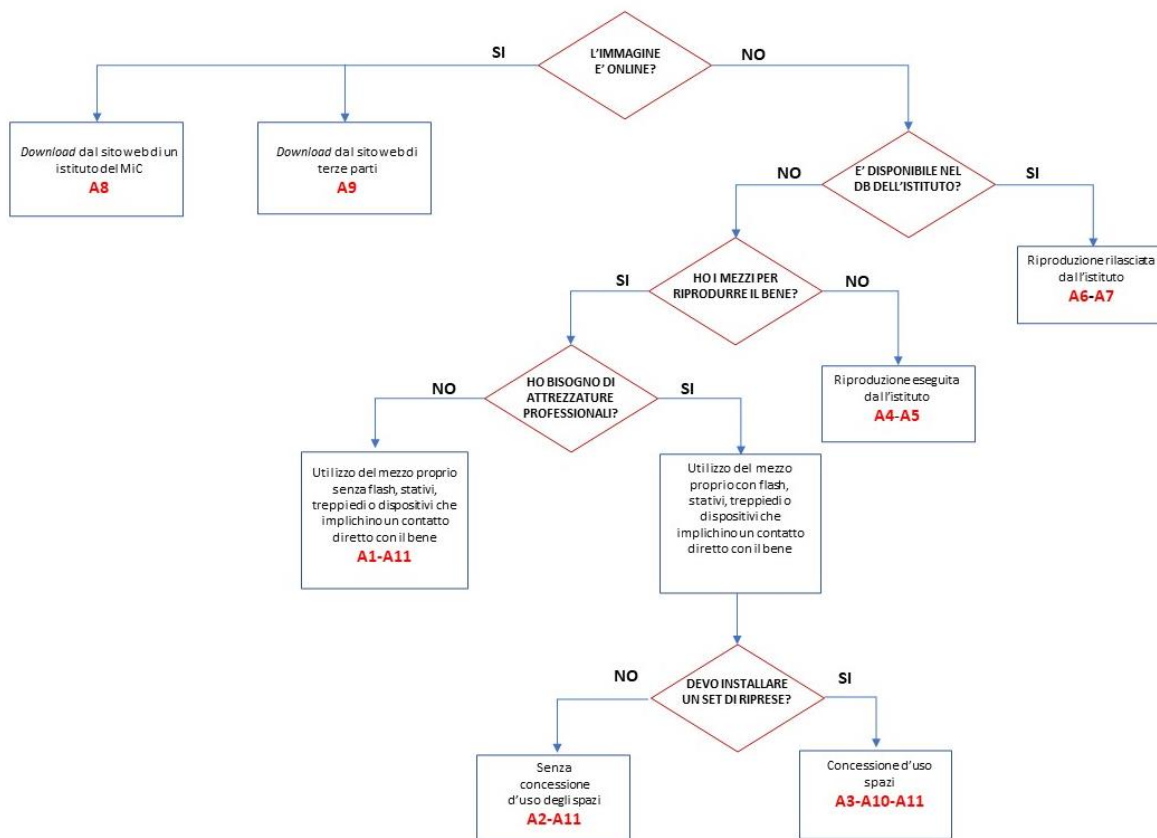 L'IMMAGINE
E' ONLINE?
SI
NO
Download dal sito web di un
istituto del MiC
A8
Download dal sito web di
terze parti
A9
E' DISPONIBILE NEL
DB DELL'ISTITUTO?
NO
SI
Riproduzione rilasciata
dall'istituto
A6-A7
HO I MEZZI PER
RIPRODURRE IL BENE?
SI
NO
Riproduzione eseguita
dall'istituto
A4-A5
HO BISOGNO DI
ATTREZZATURE
PROFESSIONALI?
NO
SI
Utilizzo del mezzo proprio
senza flash, stativi,
treppiedi o dispositivi che
implichino un contatto
diretto con il bene
A1-A11
Utilizzo del mezzo
proprio con flash,
stativi, treppiedi o
dispositivi che
implichino un contatto
diretto con il bene
DEVO INSTALLARE
UN SET DI RIPRESE?
NO
SI
Senza
concessione
d'uso degli spazi
A2-A11
Concessione d'uso
spazi
A3-A10-A11